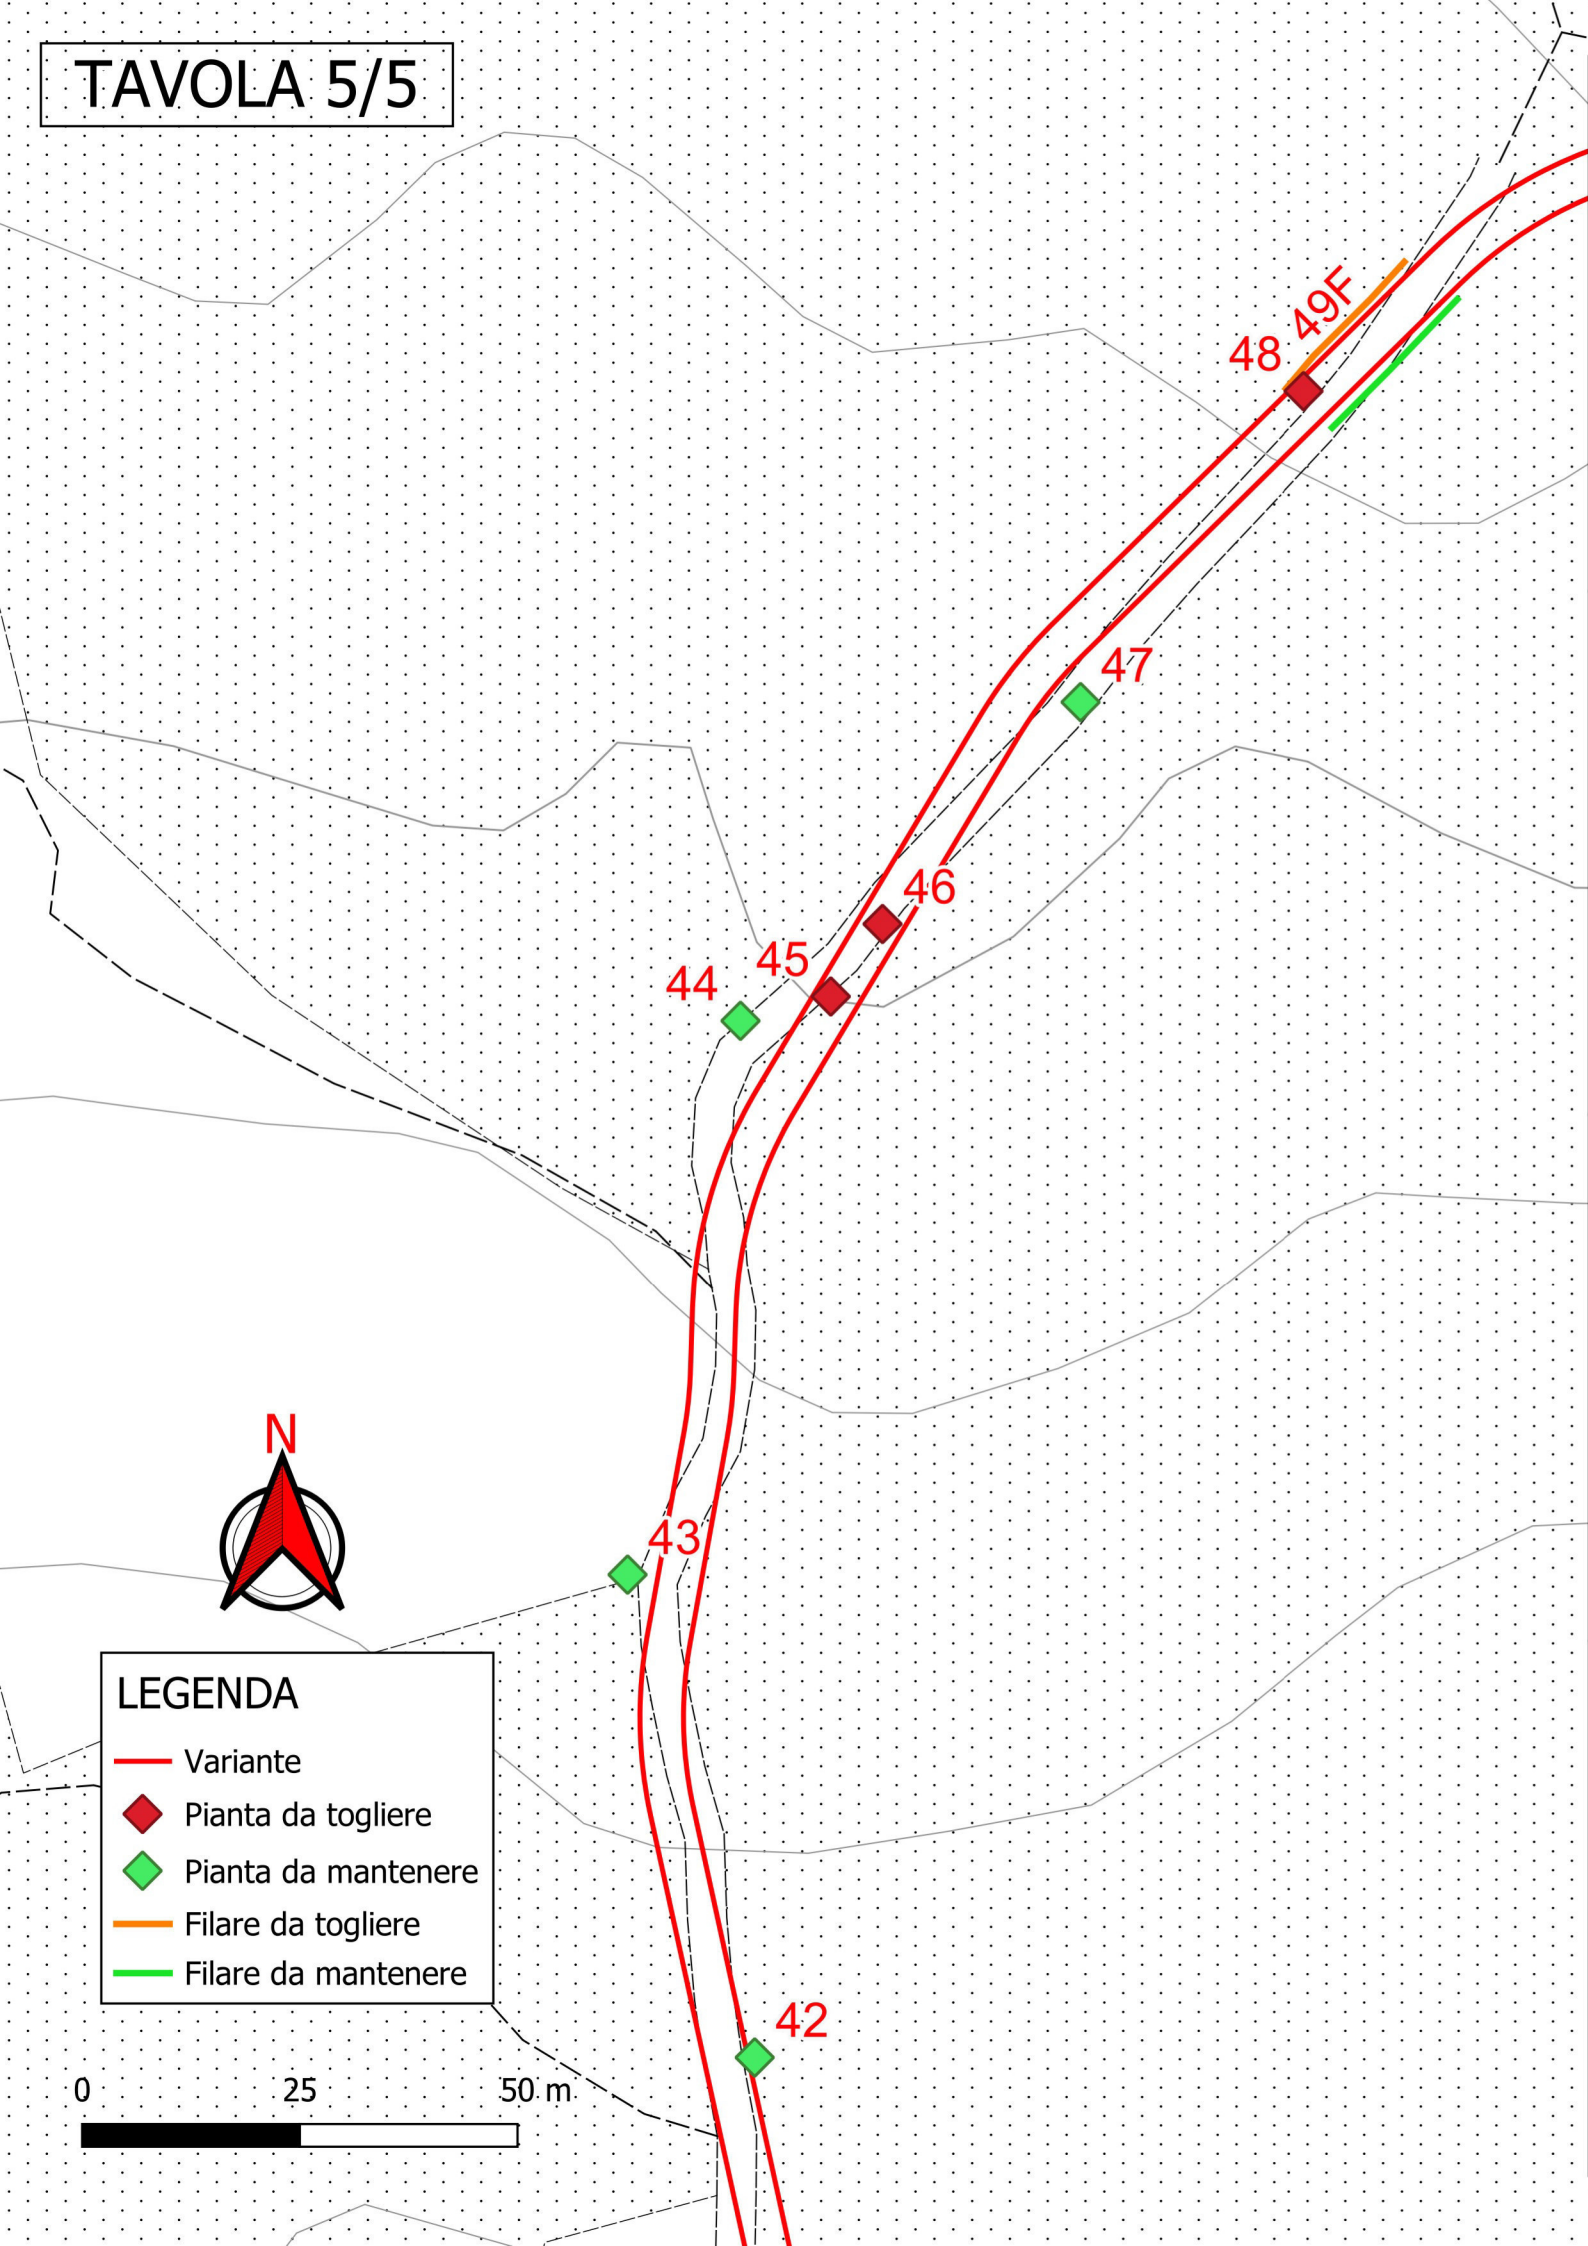 TAVOLA 5/5
49F
48
47
46
45
44
N
43
LEGENDA
Variante
Pianta da togliere
Pianta da mantenere
Filare da togliere
Filare da mantenere
42
0 25 50 m